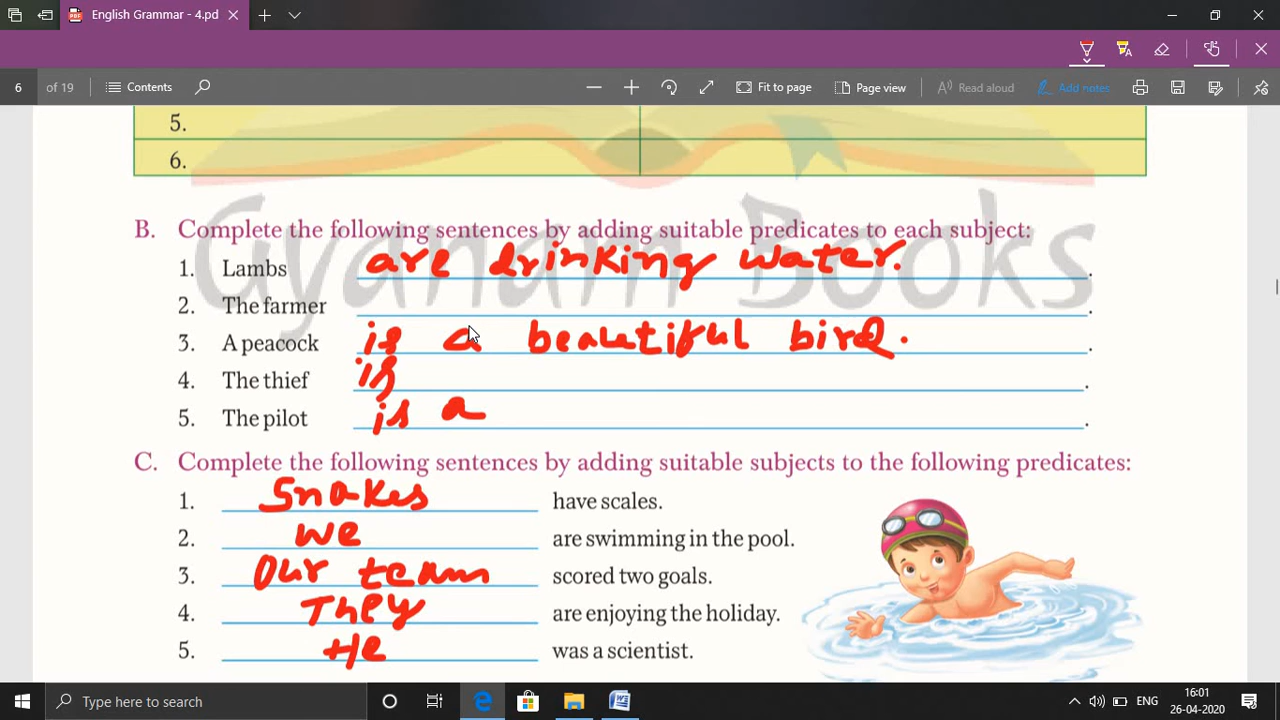 English Grammar - 4.pd
6 of 19 Contents Fit to page Page view Read aloud Add notes
5.
6.
Gyanam Books
B. Complete the following sentences by adding suitable predicates to each subject:
1. Lambs are drinking water. .
2. The farmer .
3. A peacock is a beautiful bird. .
4. The thief is .
5. The pilot is a .
C. Complete the following sentences by adding suitable subjects to the following predicates:
1. Snakes have scales.
2. We are swimming in the pool.
3. Our team scored two goals.
4. They are enjoying the holiday.
5. He was a scientist.
Type here to search ENG 16:01
26-04-2020